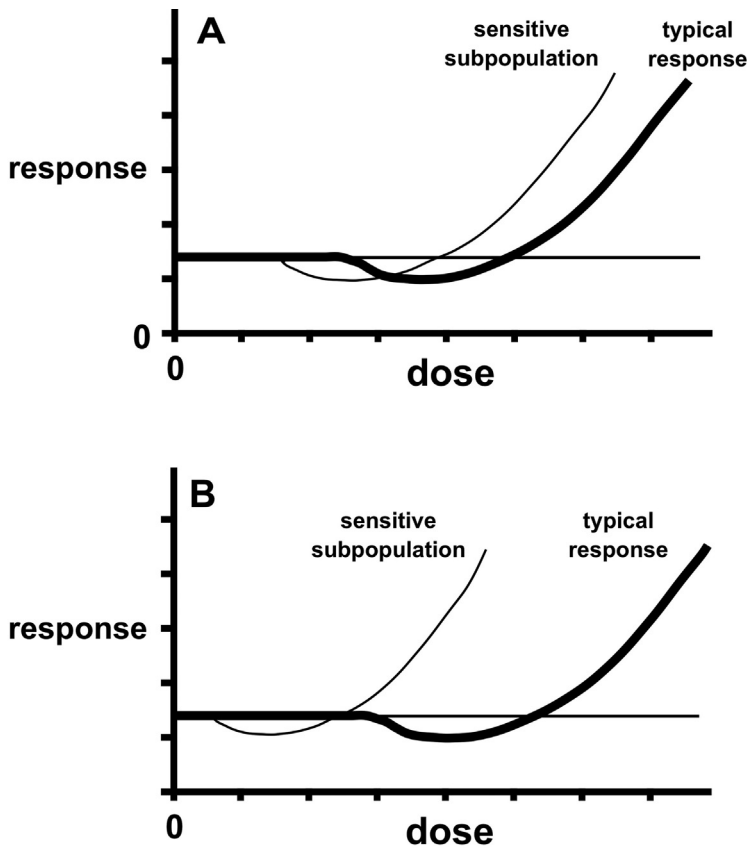 A
sensitive
subpopulation
typical
response
response
0
0
dose
B
sensitive
subpopulation
typical
response
response
0
dose